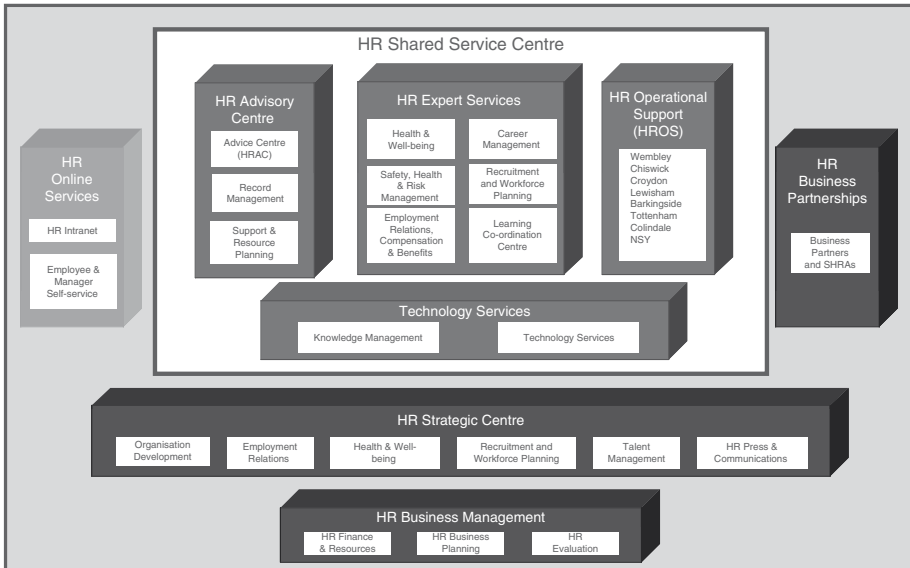 HR Shared Service Centre
HR Advisory
Centre
Advice Centre
(HRAC)
Record
Management
Support &
Resource
Planning
HR Expert Services
Health &
Well-being
Career
Management
Safety, Health
& Risk
Management
Recruitment
and Workforce
Planning
Employment
Relations,
Compensation
& Benefits
Learning
Co-ordination
Centre
HR Operational
Support
(HROS)
Wembley
Chiswick
Croydon
Lewisham
Barkingside
Tottenham
Colindale
NSY
HR
Online
Services
HR Intranet
Employee &
Manager
Self-service
HR
Business
Partnerships
Business
Partners
and SHRAs
Technology Services
Knowledge Management
Technology Services
HR Strategic Centre
Organisation
Development
Employment
Relations
Health & Well-
being
Recruitment and
Workforce Planning
Talent
Management
HR Press &
Communications
HR Business Management
HR Finance
& Resources
HR Business
Planning
HR
Evaluation